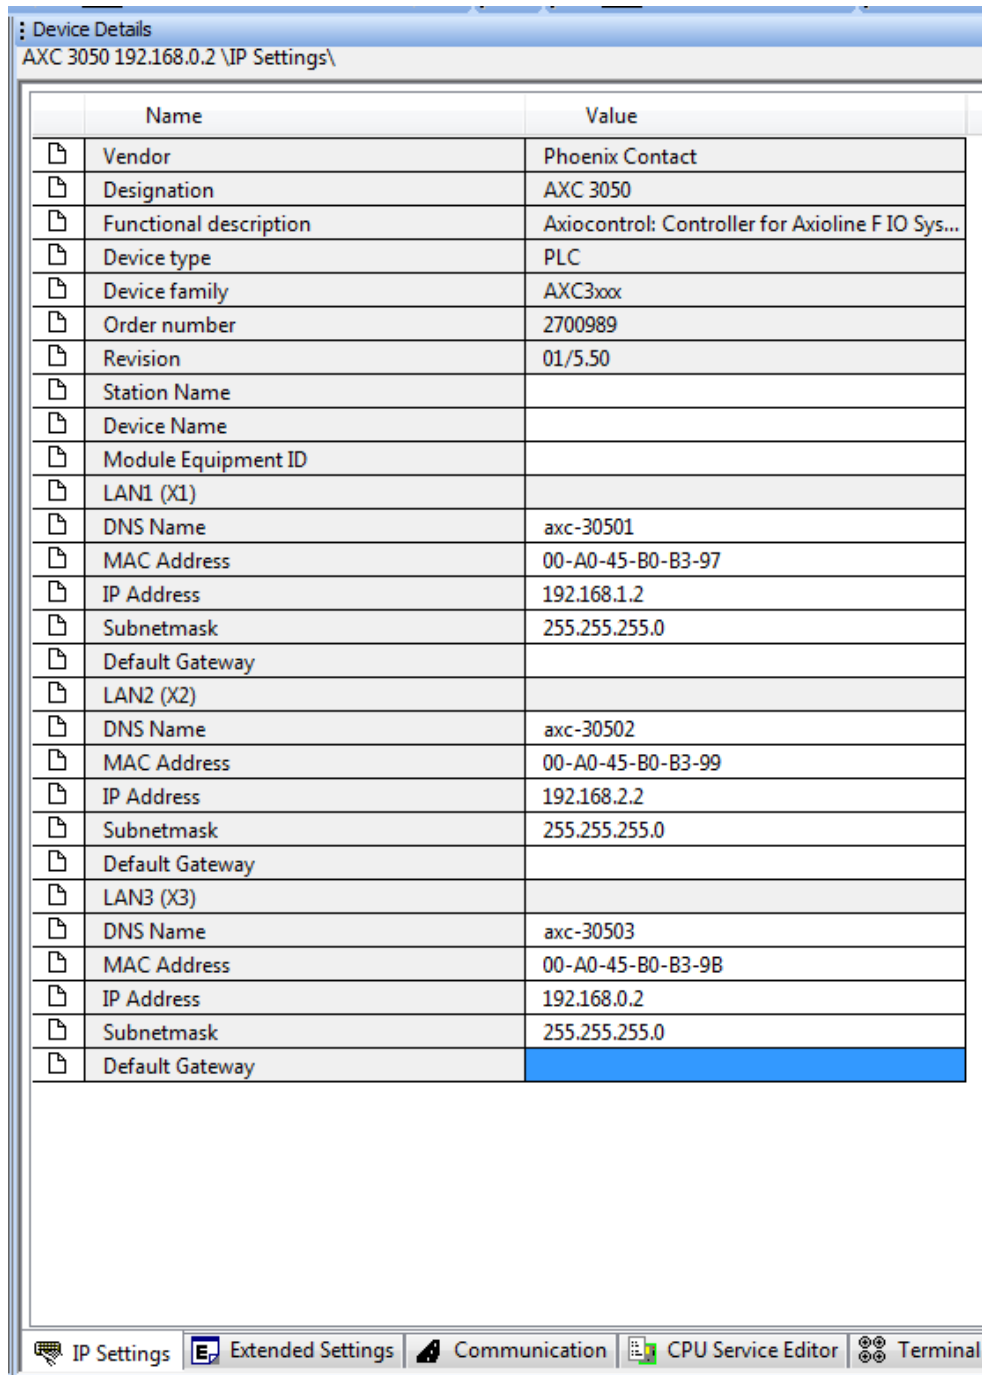 Device Details
AXC 3050 192.168.0.2 \IP Settings\
Name Value
Vendor Phoenix Contact
Designation AXC 3050
Functional description Axiocontrol: Controller for Axioline F IO Sys...
Device type PLC
Device family AXC3xxx
Order number 2700989
Revision 01/5.50
Station Name
Device Name
Module Equipment ID
LAN1 (X1)
DNS Name axc-30501
MAC Address 00-A0-45-B0-B3-97
IP Address 192.168.1.2
Subnetmask 255.255.255.0
Default Gateway
LAN2 (X2)
DNS Name axc-30502
MAC Address 00-A0-45-B0-B3-99
IP Address 192.168.2.2
Subnetmask 255.255.255.0
Default Gateway
LAN3 (X3)
DNS Name axc-30503
MAC Address 00-A0-45-B0-B3-9B
IP Address 192.168.0.2
Subnetmask 255.255.255.0
Default Gateway
IP Settings Extended Settings Communication CPU Service Editor Terminal